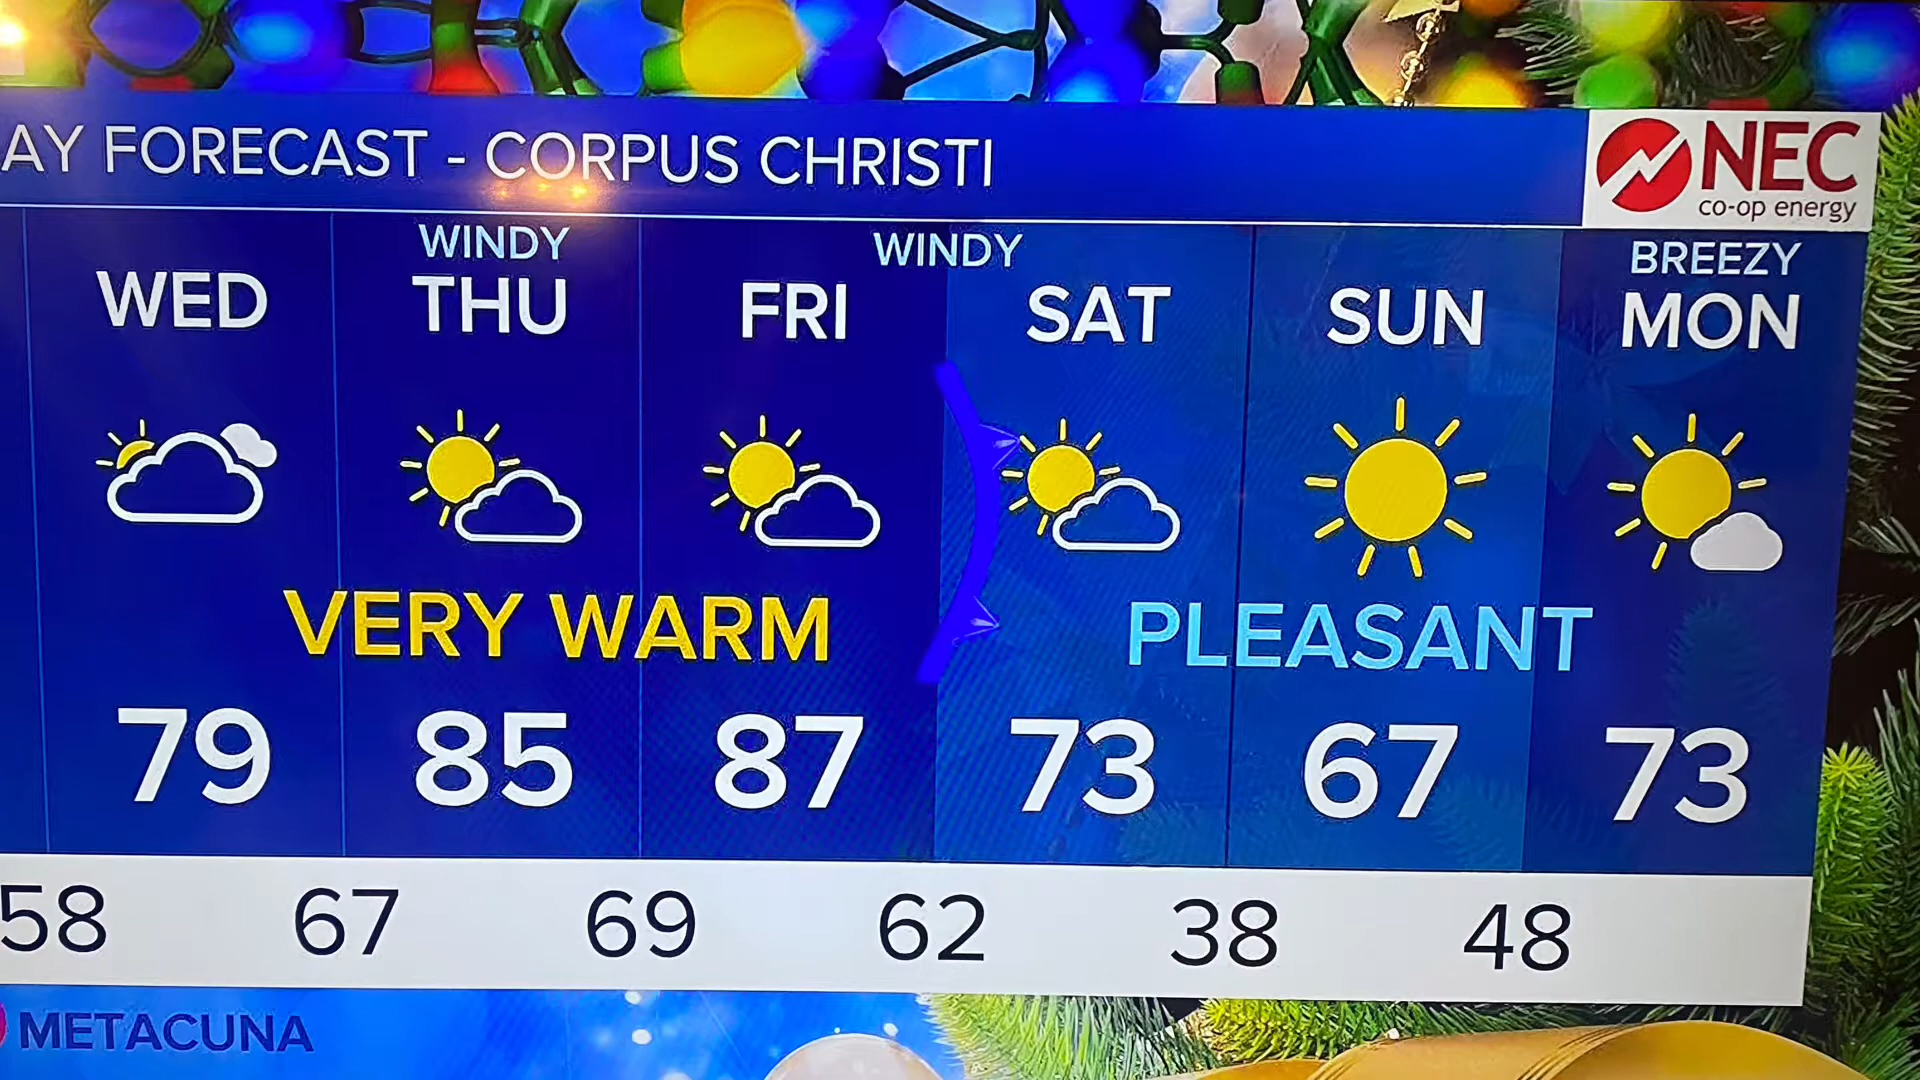 AY FORECAST - CORPUS CHRISTI
NEC
co-op energy
WINDY
WINDY
BREEZY
WED
THU
FRI
SAT
SUN
MON
VERY WARM
PLEASANT
79
85
87
73
67
73
58
67
69
62
38
48
METACUNA